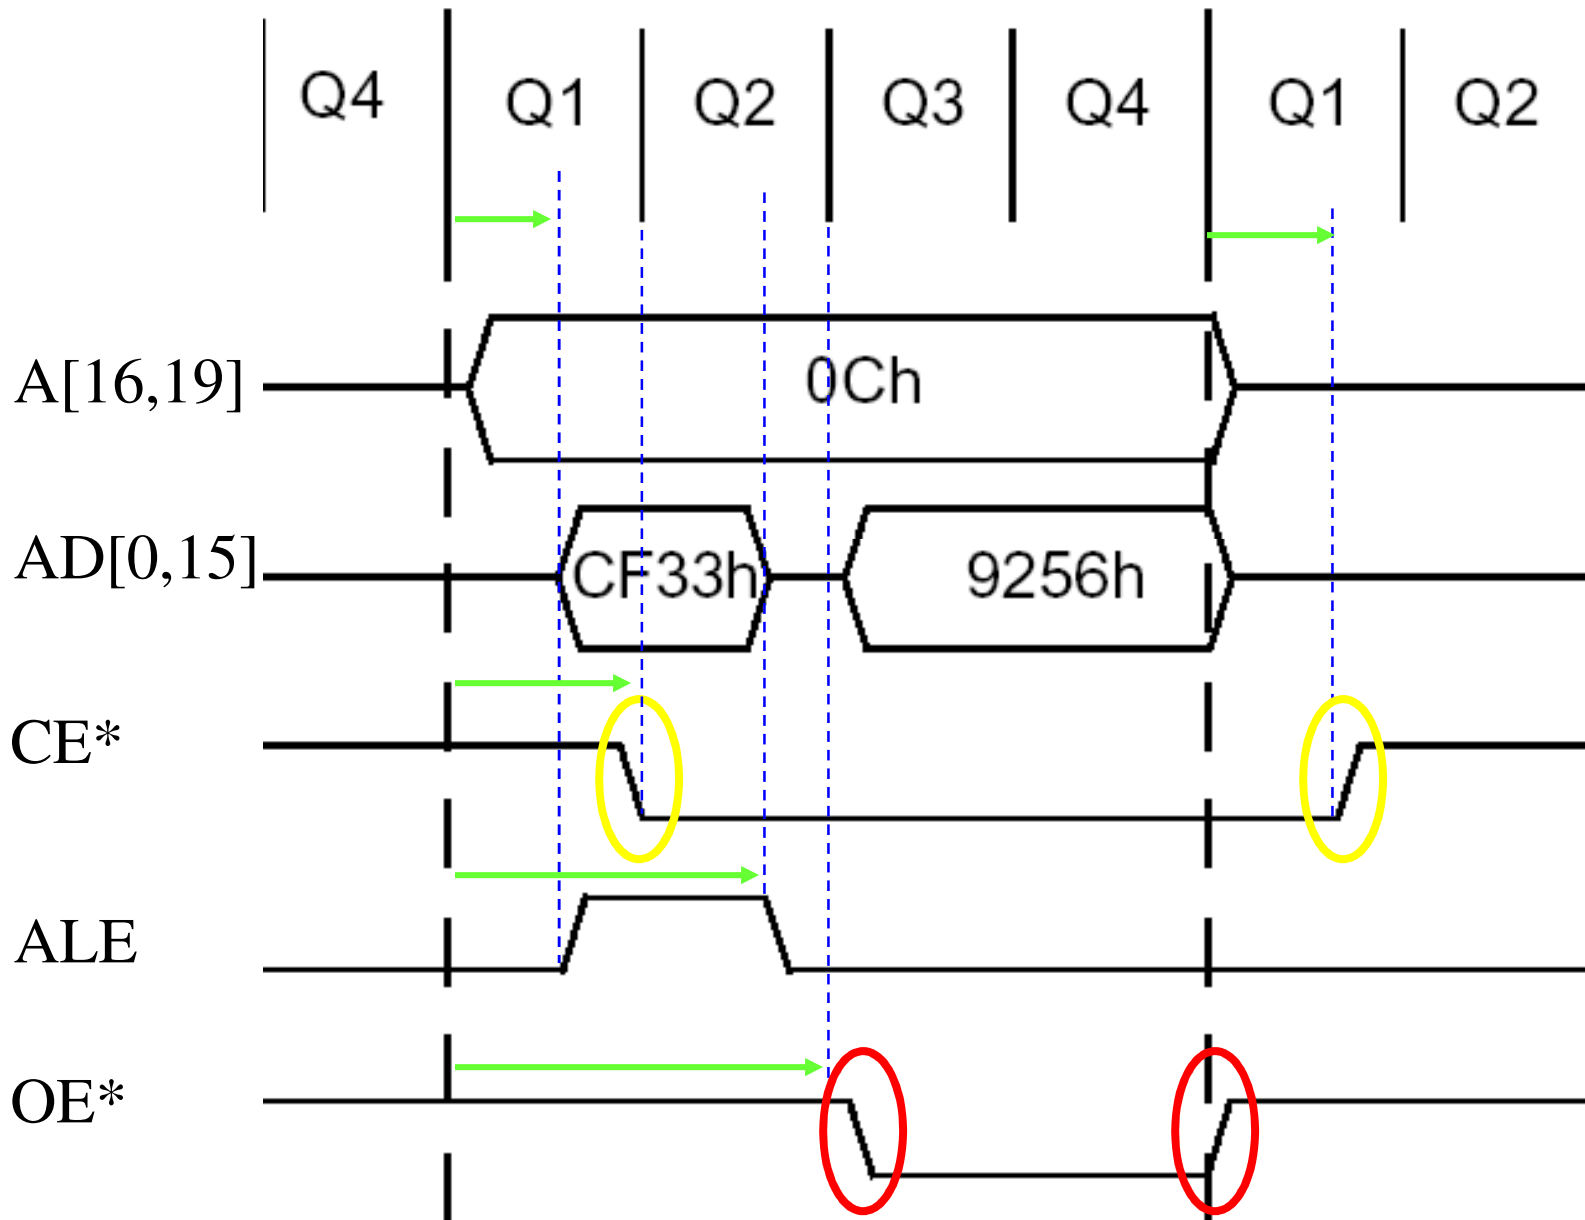 Q4 Q1 Q2 Q3 Q4 Q1 Q2
A[16,19] 0Ch
AD[0,15] CF33h 9256h
CE*
ALE
OE*